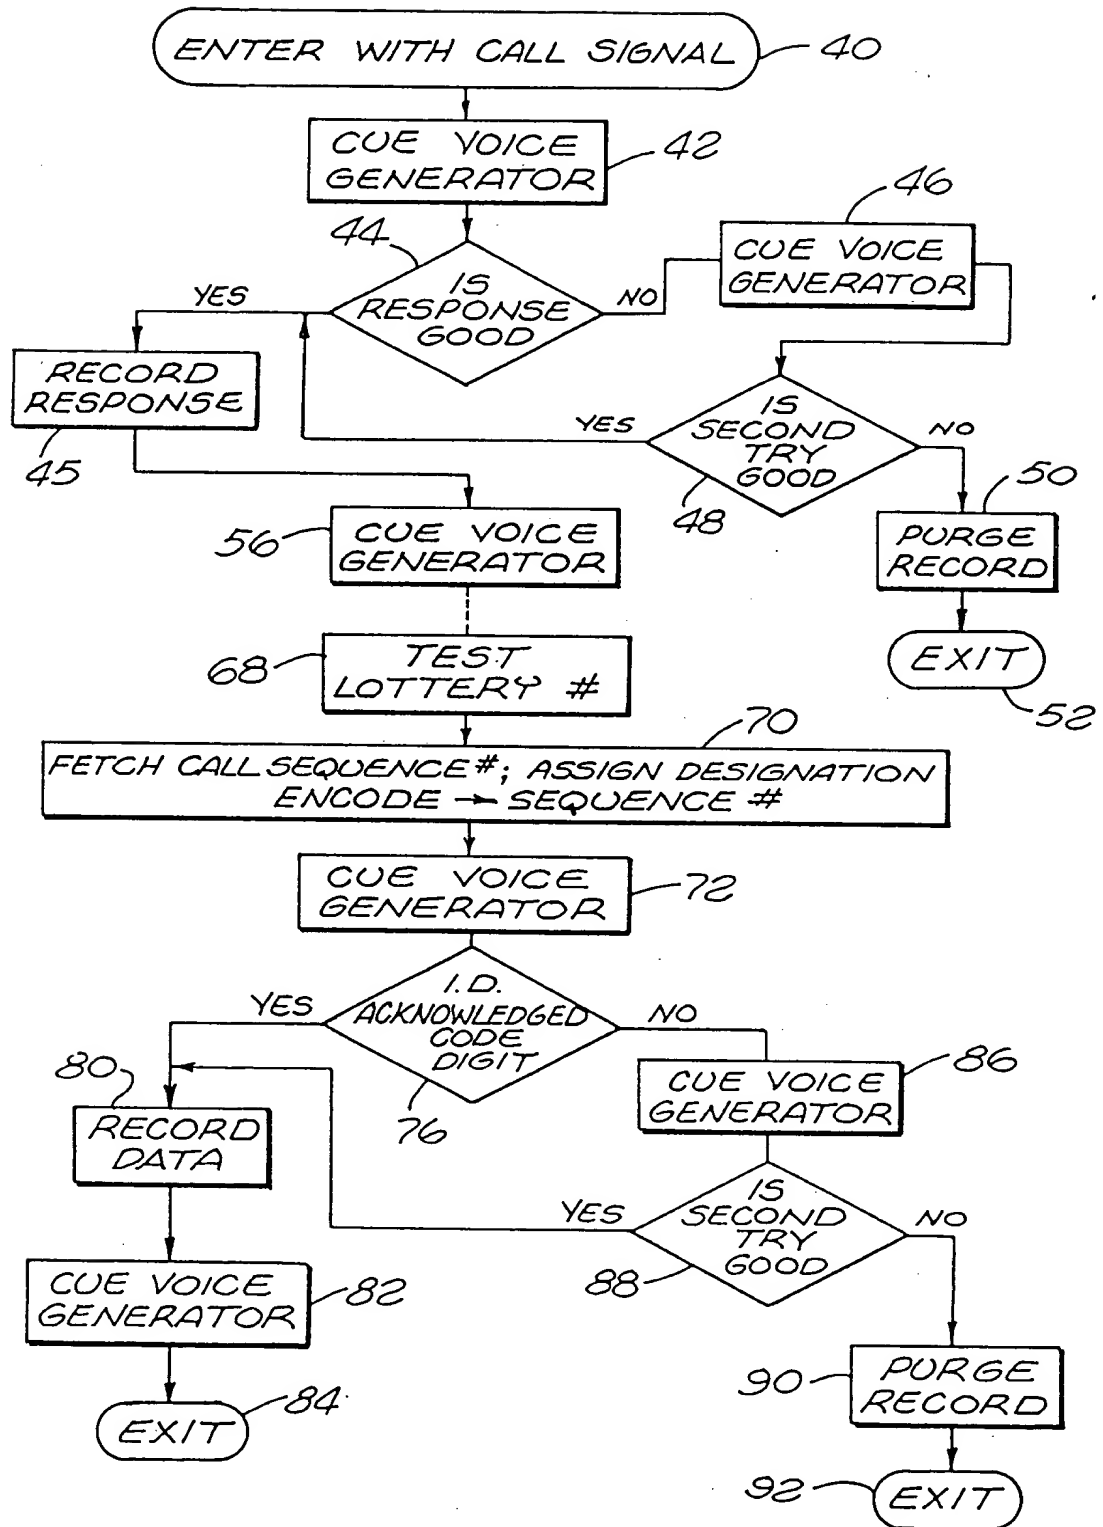 ENTER WITH CALL SIGNAL
40
CUE VOICE
GENERATOR
42
44
IS
RESPONSE
GOOD
YES
NO
46
CUE VOICE
GENERATOR
RECORD
RESPONSE
45
IS
SECOND
TRY
GOOD
YES
NO
48
50
PURGE
RECORD
EXIT
52
56
CUE VOICE
GENERATOR
68
TEST
LOTTERY #
70
FETCH CALL SEQUENCE #; ASSIGN DESIGNATION
ENCODE → SEQUENCE #
CUE VOICE
GENERATOR
72
I.D.
ACKNOWLEDGED
CODE
DIGIT
YES
NO
76
80
RECORD
DATA
86
CUE VOICE
GENERATOR
IS
SECOND
TRY
GOOD
YES
NO
88
CUE VOICE
GENERATOR
82
EXIT
84
90
PURGE
RECORD
92
EXIT